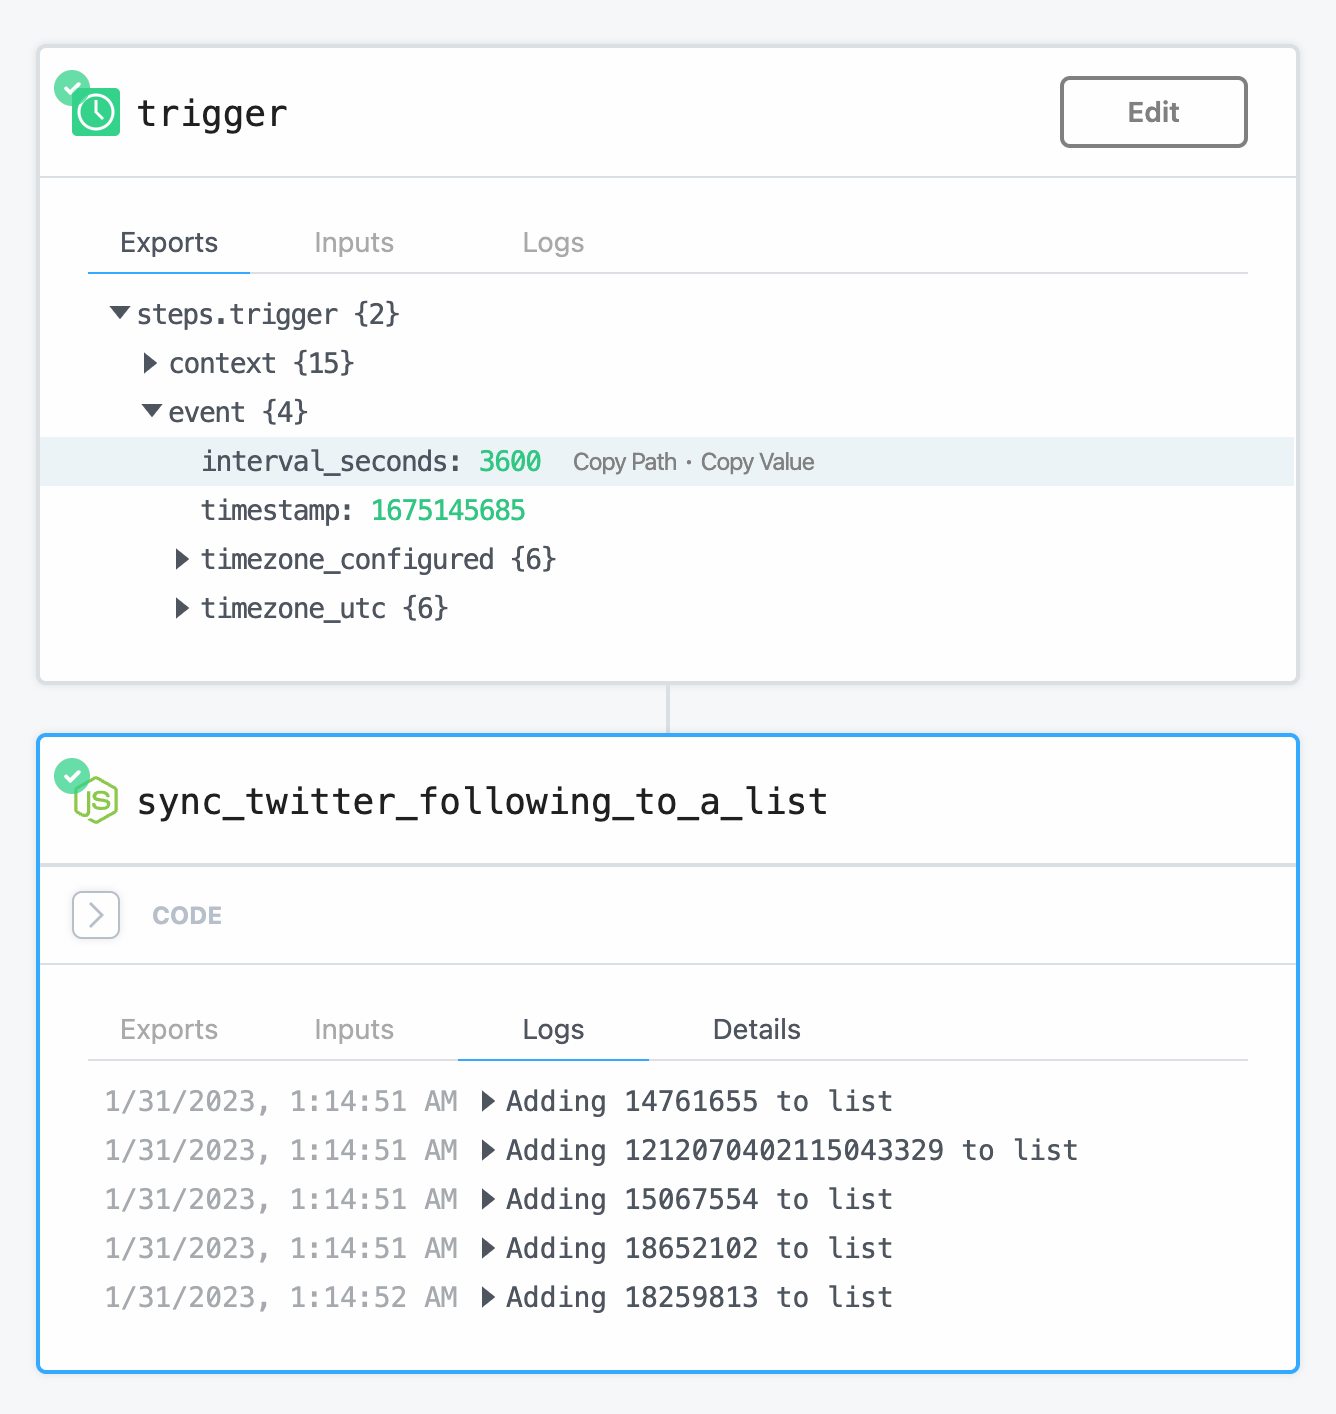 trigger
Edit
Exports Inputs Logs
steps.trigger {2}
context {15}
event {4}
interval_seconds: 3600 Copy Path · Copy Value
timestamp: 1675145685
timezone_configured {6}
timezone_utc {6}
JS
sync_twitter_following_to_a_list
CODE
Exports Inputs Logs Details
1/31/2023, 1:14:51 AM Adding 14761655 to list
1/31/2023, 1:14:51 AM Adding 1212070402115043329 to list
1/31/2023, 1:14:51 AM Adding 15067554 to list
1/31/2023, 1:14:51 AM Adding 18652102 to list
1/31/2023, 1:14:52 AM Adding 18259813 to list